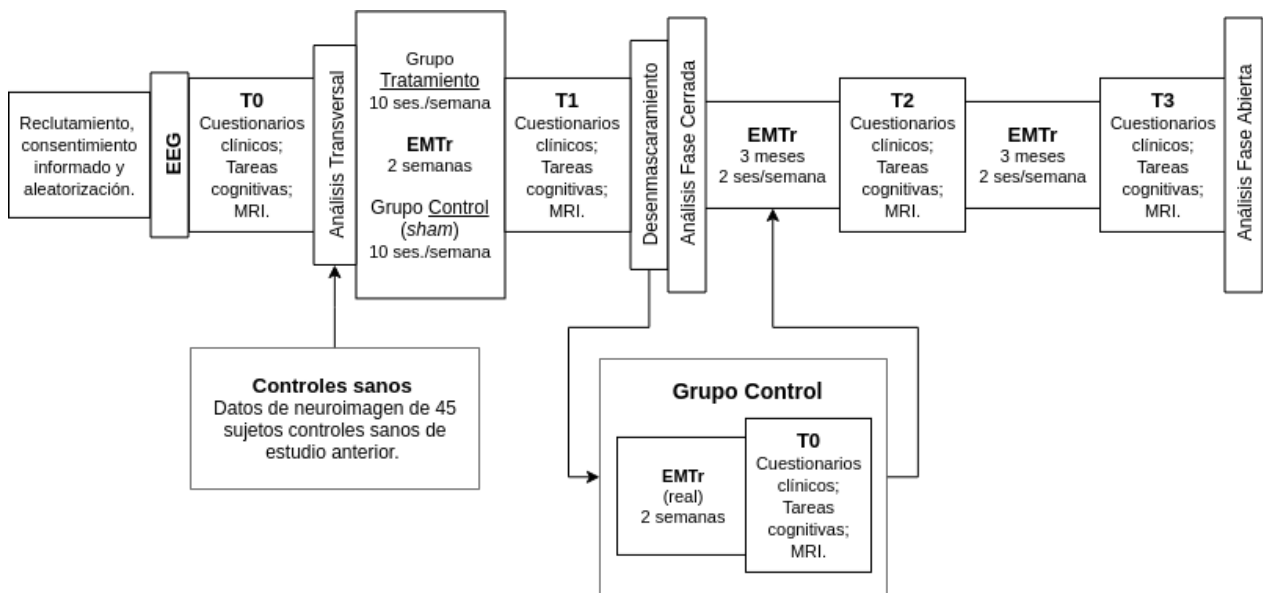 Reclutamiento,
consentimiento
informado y
aleatorización.
EEG
T0
Cuestionarios
clínicos;
Tareas
cognitivas;
MRI.
Análisis Transversal
Grupo
Tratamiento
10 ses./semana
EMTr
2 semanas
Grupo Control
(sham)
10 ses./semana
T1
Cuestionarios
clínicos;
Tareas
cognitivas;
MRI.
Desenmascaramiento
Análisis Fase Cerrada
EMTr
3 meses
2 ses/semana
T2
Cuestionarios
clínicos;
Tareas
cognitivas;
MRI.
EMTr
3 meses
2 ses/semana
T3
Cuestionarios
clínicos;
Tareas
cognitivas;
MRI.
Análisis Fase Abierta
Controles sanos
Datos de neuroimagen de 45
sujetos controles sanos de
estudio anterior.
Grupo Control
EMTr
(real)
2 semanas
T0
Cuestionarios
clínicos;
Tareas
cognitivas;
MRI.